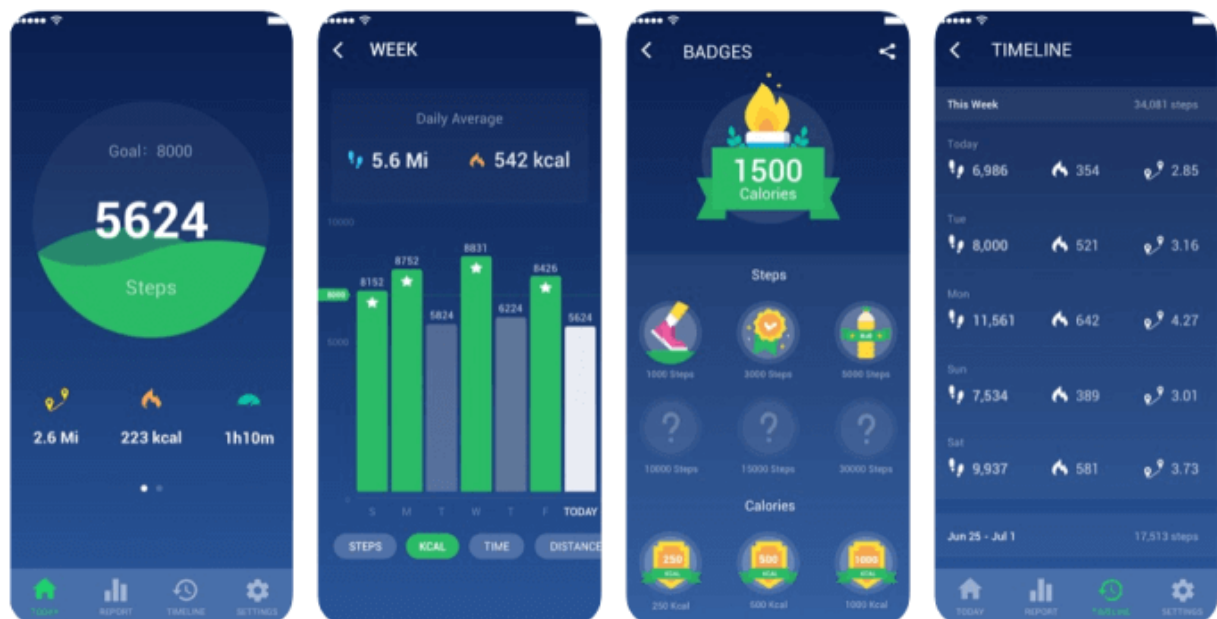 Goal: 8000
5624
Steps
2.6 Mi 223 kcal 1h10m
TODAY REPORT TIMELINE SETTINGS
WEEK
Daily Average
5.6 Mi 542 kcal
10000
8831
8752
8426
8152
8000
6224
5824
5624
5000
0
S M T W T F TODAY
STEPS KCAL TIME DISTANCE
BADGES
1500
Calories
Steps
1000 Steps 3000 Steps 5000 Steps
? ? ?
10000 Steps 15000 Steps 30000 Steps
Calories
250 500 1000
KCAL KCAL KCAL
250 Kcal 500 Kcal 1000 Kcal
TIMELINE
This Week 34,081 steps
Today
6,986 354 2.85
Tue
8,000 521 3.16
Mon
11,561 642 4.27
Sun
7,534 389 3.01
Sat
9,937 581 3.73
Jun 25 - Jul 1 17,513 steps
TODAY REPORT TIMELINE SETTINGS